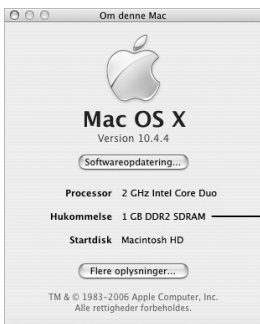 Om denne Mac
Mac OS X
Version 10.4.4
Softwareopdatering...
Processor 2 GHz Intel Core Duo
Hukommelse 1 GB DDR2 SDRAM
Startdisk Macintosh HD
Flere oplysninger...
TM & © 1983–2006 Apple Computer, Inc.
Alle rettigheder forbeholdes.